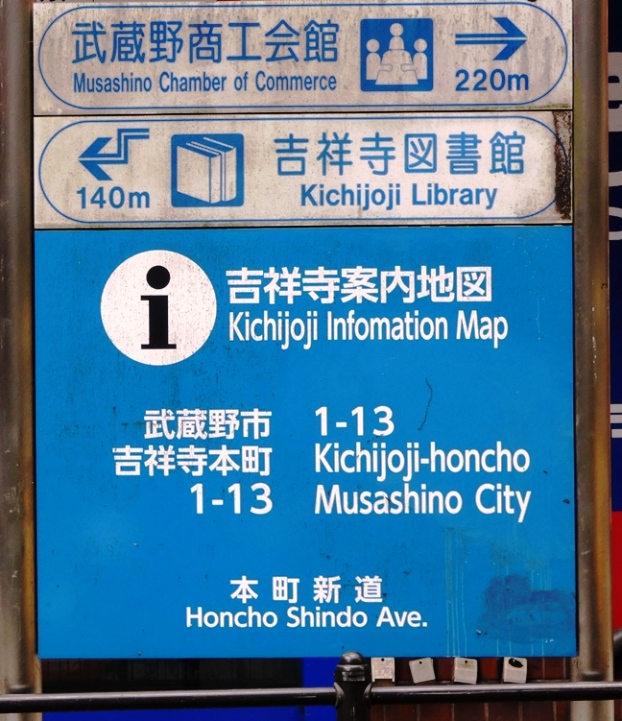 武蔵野商工会館
Musashino Chamber of Commerce
220m
吉祥寺図書館
140m
Kichijoji Library
i
吉祥寺案内地図
Kichijoji Infomation Map
武蔵野市
吉祥寺本町
1-13
1-13
Kichijoji-honcho
Musashino City
本町新道
Honcho Shindo Ave.